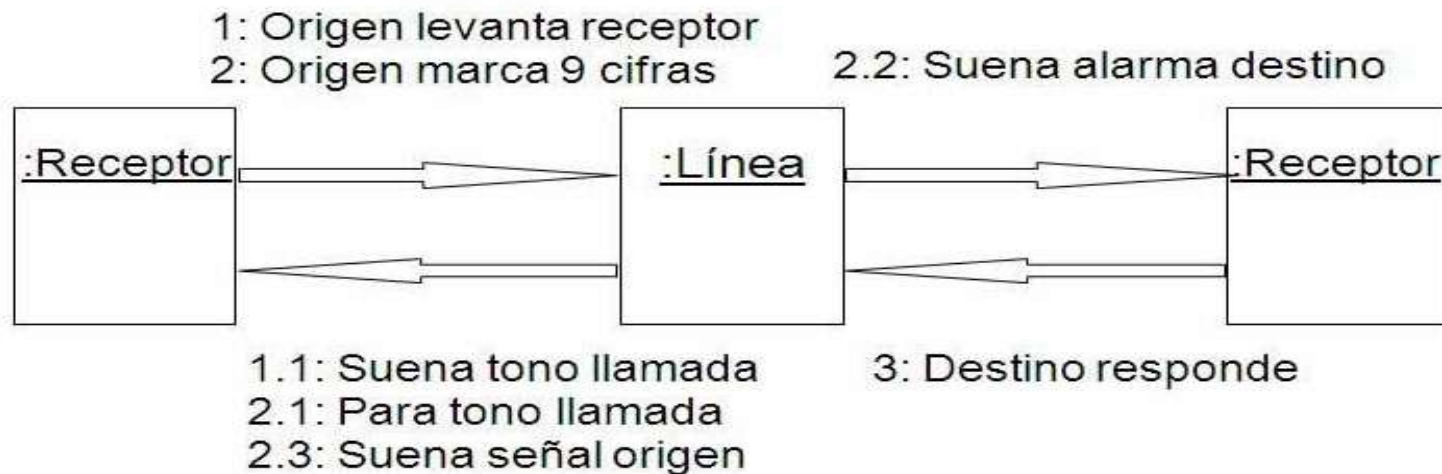 1: Origen levanta receptor
2: Origen marca 9 cifras
2.2: Suena alarma destino
:Receptor
:Línea
:Receptor
1.1: Suena tono llamada
2.1: Para tono llamada
2.3: Suena señal origen
3: Destino responde